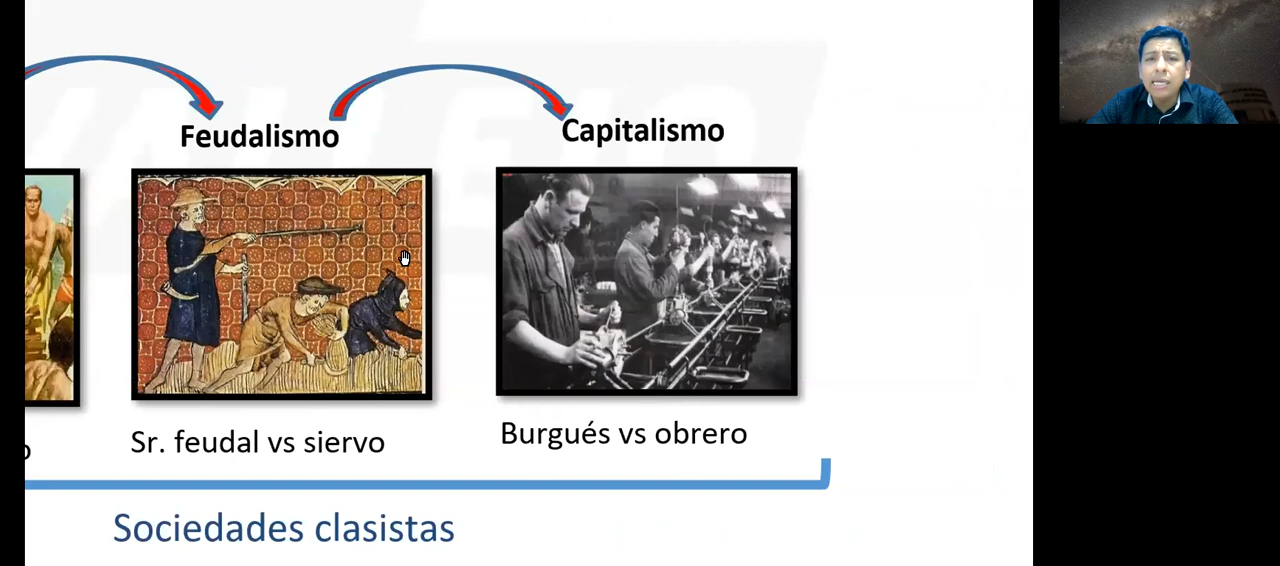 Feudalismo
Capitalismo
Sr. feudal vs siervo
Burgués vs obrero
o
Sociedades clasistas